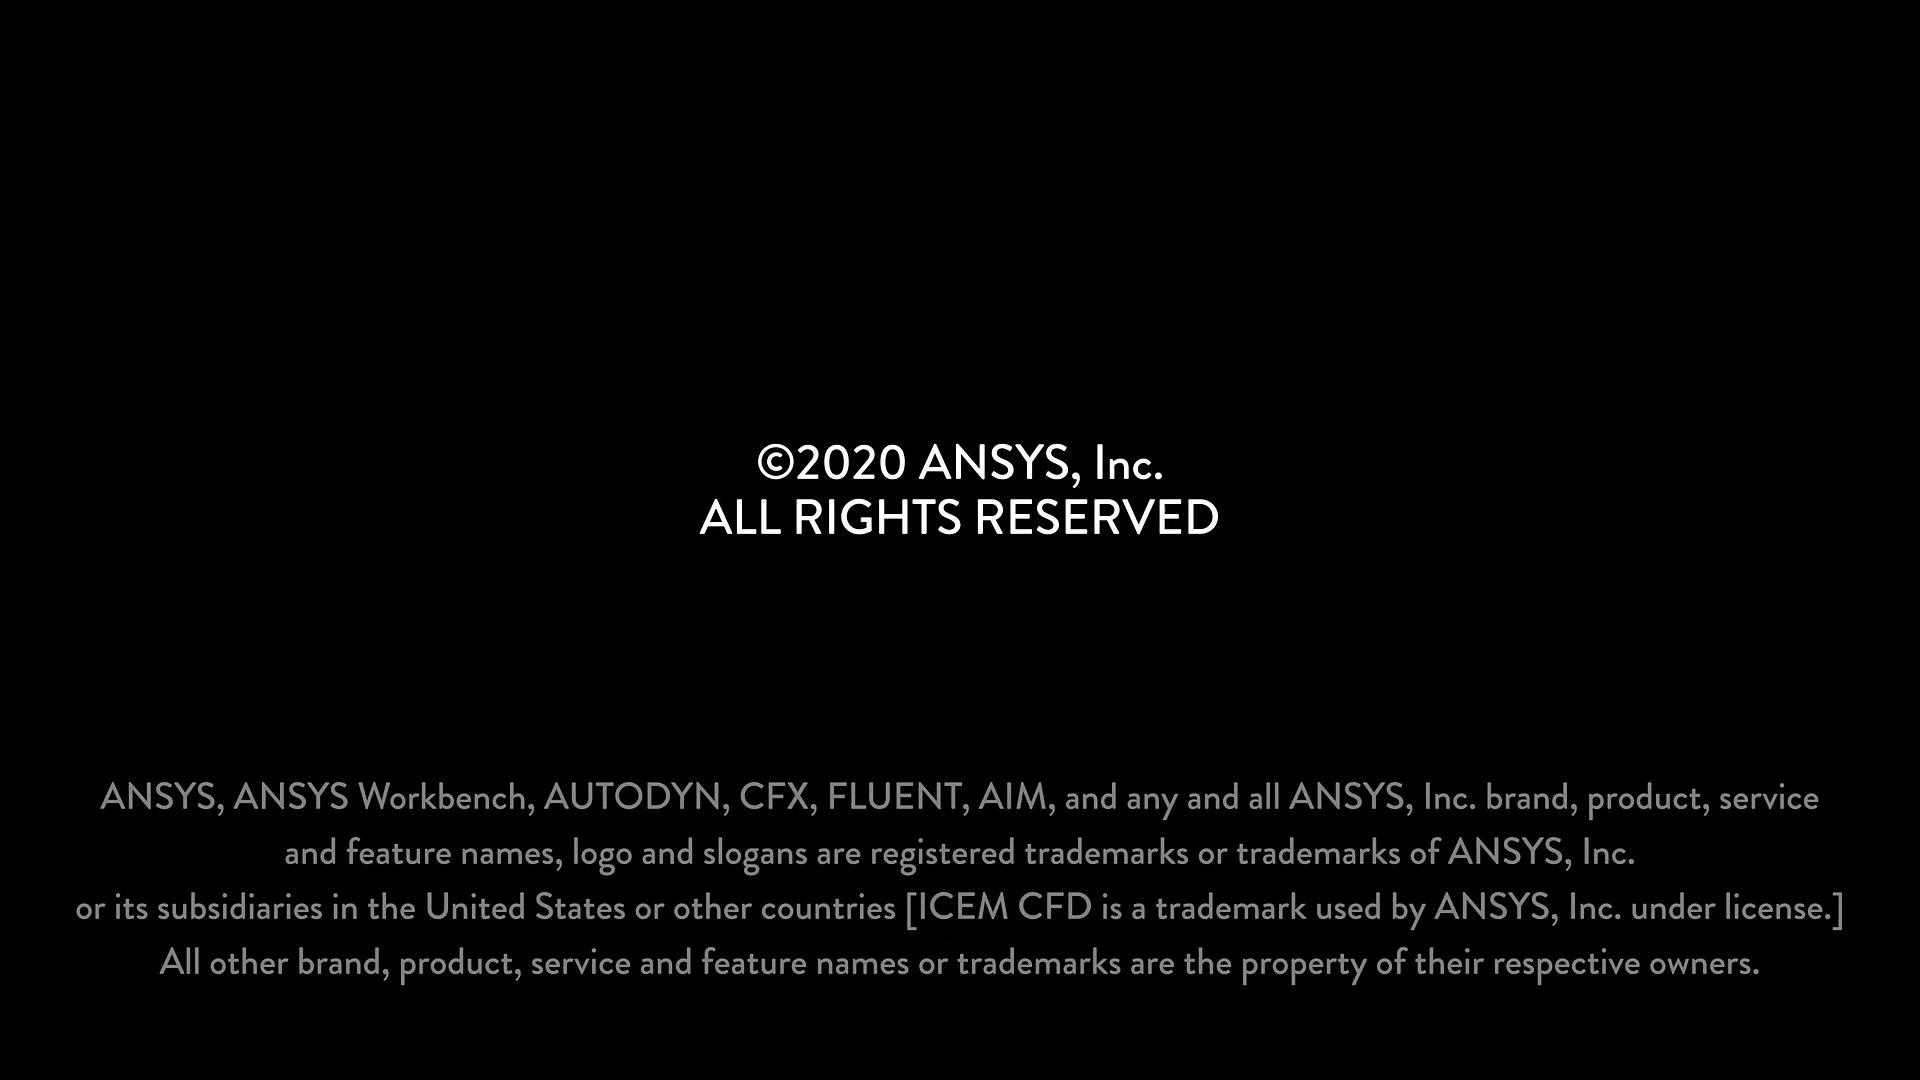 ©2020 ANSYS, Inc.
ALL RIGHTS RESERVED
ANSYS, ANSYS Workbench, AUTODYN, CFX, FLUENT, AIM, and any and all ANSYS, Inc. brand, product, service
and feature names, logo and slogans are registered trademarks or trademarks of ANSYS, Inc.
or its subsidiaries in the United States or other countries [ICEM CFD is a trademark used by ANSYS, Inc. under license.]
All other brand, product, service and feature names or trademarks are the property of their respective owners.